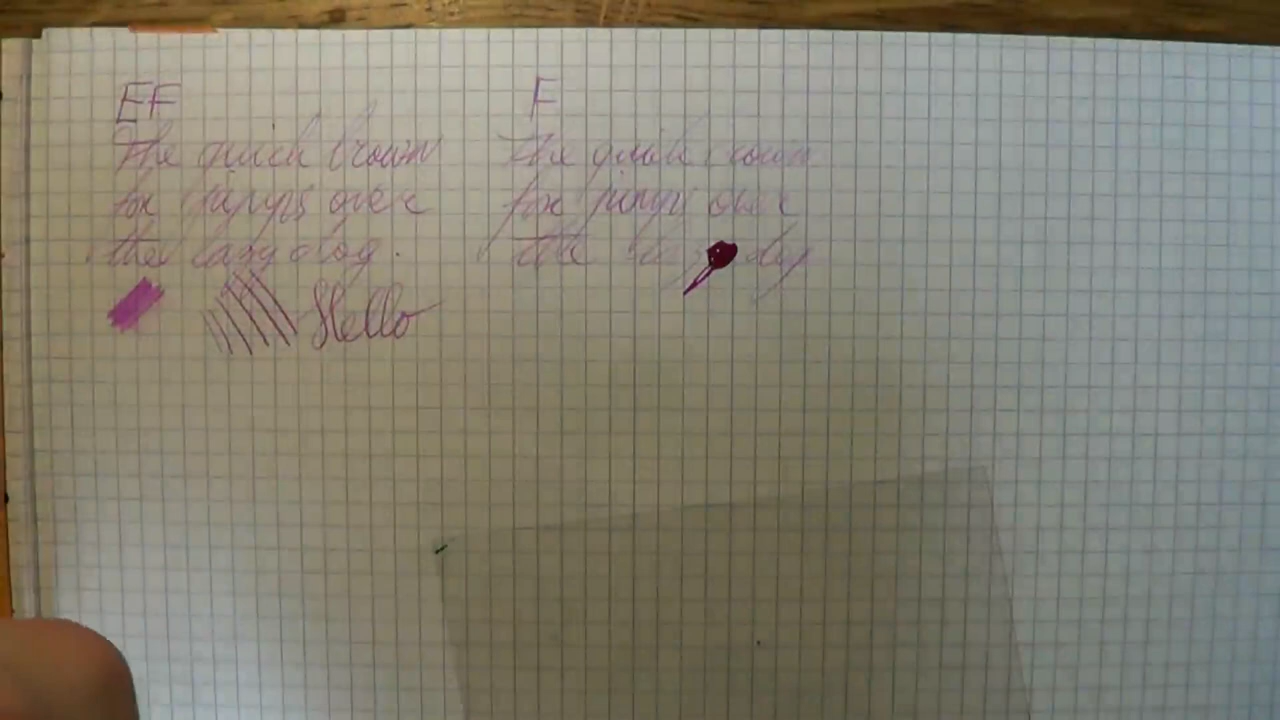 EF
The quick brown
fox jumps over
the lazy dog.
Hello
F
The quick brown
fox jumps over
the lazy dog